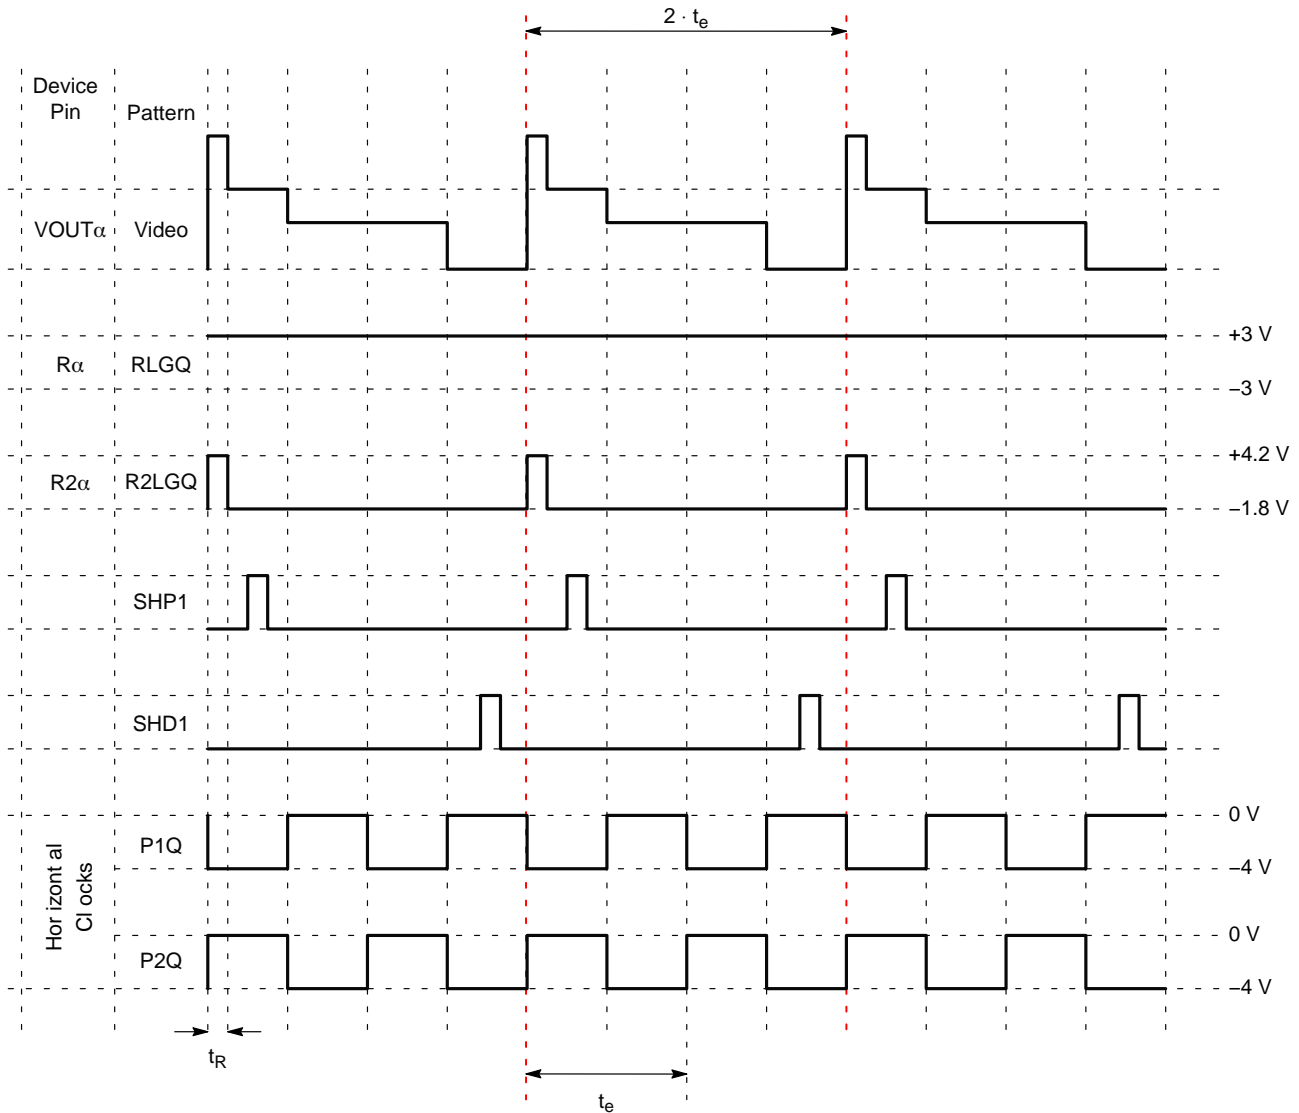 2 · te
Device
Pin
Pattern
VOUTα
Video
+3 V
Rα
RLGQ
−3 V
+4.2 V
R2α
R2LGQ
−1.8 V
SHP1
SHD1
0 V
P1Q
−4 V
Hor izont al
Cl ocks
0 V
P2Q
−4 V
tR
te